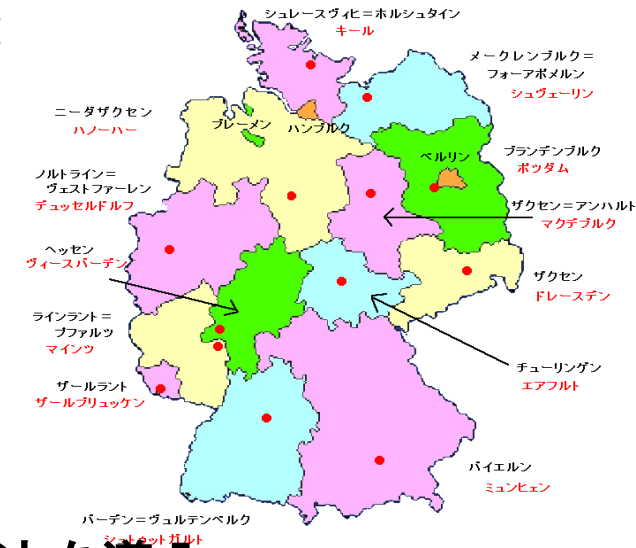 シュレースヴィヒ＝ホルシュタイン
キール
メークレンブルク＝
フォーアポメルン
シュヴェーリン
ニーダザクセン
ハノーハー
ブレーメン
ハンブルク
ベルリン
ブランデンブルク
ポツダム
ノルトライン＝
ヴェストファーレン
デュッセルドルフ
ザクセン＝アンハルト
マクデブルク
ヘッセン
ヴィースバーデン
ザクセン
ドレースデン
ラインラント＝
プファルツ
マインツ
チューリンゲン
エアフルト
ザールラント
ザールブリュッケン
バイエルン
ミュンヒェン
バーデン＝ヴュルテンベルク
シュトゥットガルト